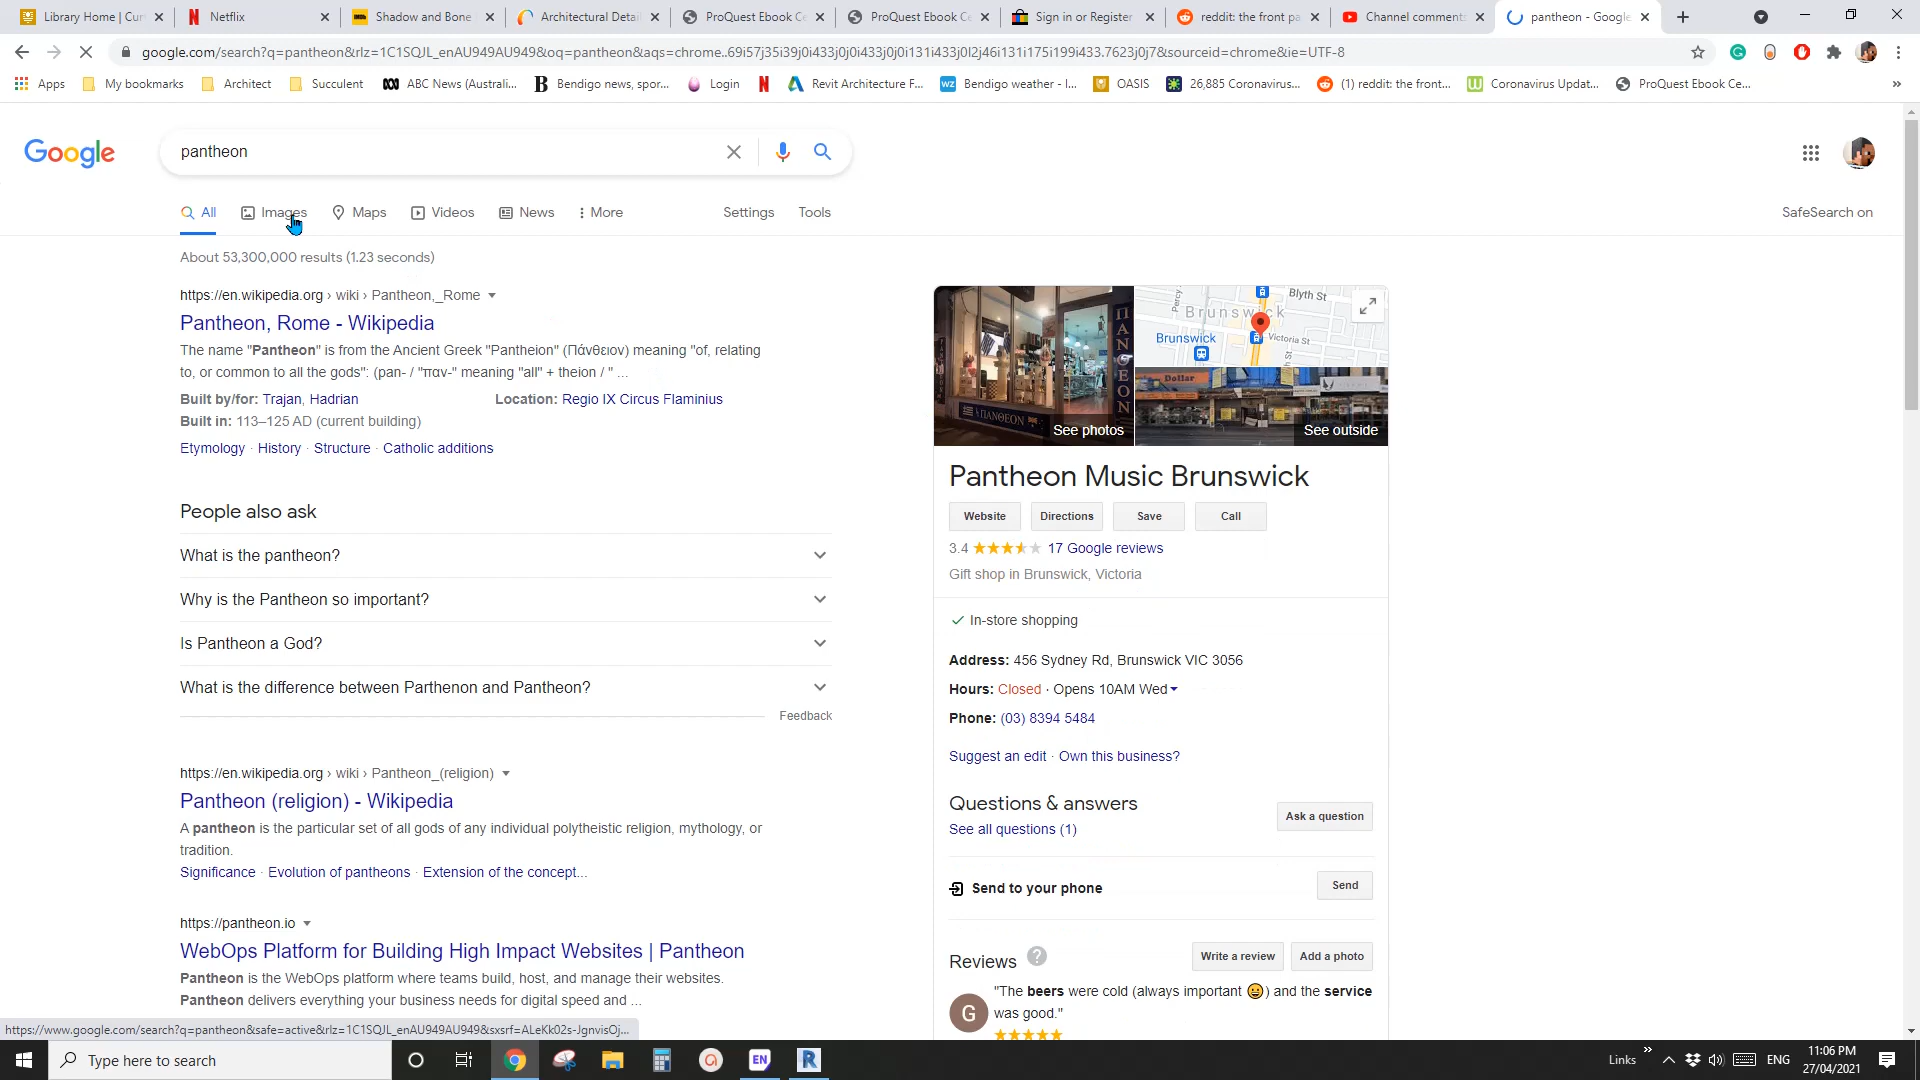 Library Home | Cur
Netflix
Shadow and Bone
Architectural Detai
ProQuest Ebook Ce
ProQuest Ebook Ce
Sign in or Register
reddit: the front pa
Channel comments
pantheon - Google
google.com/search?q=pantheon&rlz=1C1SQJL_enAU949AU949&oq=pantheon&aqs=chrome..69i57j35i39j0i433j0j0i433j0j0i131i433j0l2j46i131i175i199i433.7623j0j7&sourceid=chrome&ie=UTF-8
Apps
My bookmarks
Architect
Succulent
ABC News (Australi...
Bendigo news, spor...
Login
Revit Architecture F...
Bendigo weather - I...
OASIS
26,885 Coronavirus...
(1) reddit: the front...
Coronavirus Updat...
ProQuest Ebook Ce...
»
Google
pantheon
All
Images
Maps
Videos
News
More
Settings
Tools
SafeSearch on
About 53,300,000 results (1.23 seconds)
https://en.wikipedia.org › wiki › Pantheon,_Rome
Pantheon, Rome - Wikipedia
The name "Pantheon" is from the Ancient Greek "Pantheion" (Πάνθειον) meaning "of, relating
to, or common to all the gods": (pan- / "παν-" meaning "all" + theion / " ...
Built by/for: Trajan, Hadrian
Location: Regio IX Circus Flaminius
Built in: 113–125 AD (current building)
Etymology · History · Structure · Catholic additions
People also ask
What is the pantheon?
Why is the Pantheon so important?
Is Pantheon a God?
What is the difference between Parthenon and Pantheon?
Feedback
https://en.wikipedia.org › wiki › Pantheon_(religion)
Pantheon (religion) - Wikipedia
A pantheon is the particular set of all gods of any individual polytheistic religion, mythology, or
tradition.
Significance · Evolution of pantheons · Extension of the concept...
https://pantheon.io
WebOps Platform for Building High Impact Websites | Pantheon
Pantheon is the WebOps platform where teams build, host, and manage their websites.
Pantheon delivers everything your business needs for digital speed and ...
ΠΑΝΘΕΟΝ
ΠΑΝΘΕΟΝ
See photos
Blyth St
Brunswick
Brunswick
Victoria St
Dollar
See outside
Pantheon Music Brunswick
Website
Directions
Save
Call
3.4
17 Google reviews
Gift shop in Brunswick, Victoria
In-store shopping
Address: 456 Sydney Rd, Brunswick VIC 3056
Hours: Closed · Opens 10AM Wed
Phone: (03) 8394 5484
Suggest an edit · Own this business?
Questions & answers
See all questions (1)
Ask a question
Send to your phone
Send
Reviews
?
Write a review
Add a photo
G
"The beers were cold (always important 😀) and the service
was good."
https://www.google.com/search?q=pantheon&safe=active&rlz=1C1SQJL_enAU949AU949&sxsrf=ALeKk02s-JgnvisOj...
Type here to search
EN
R
Links
»
ENG
11:06 PM
27/04/2021